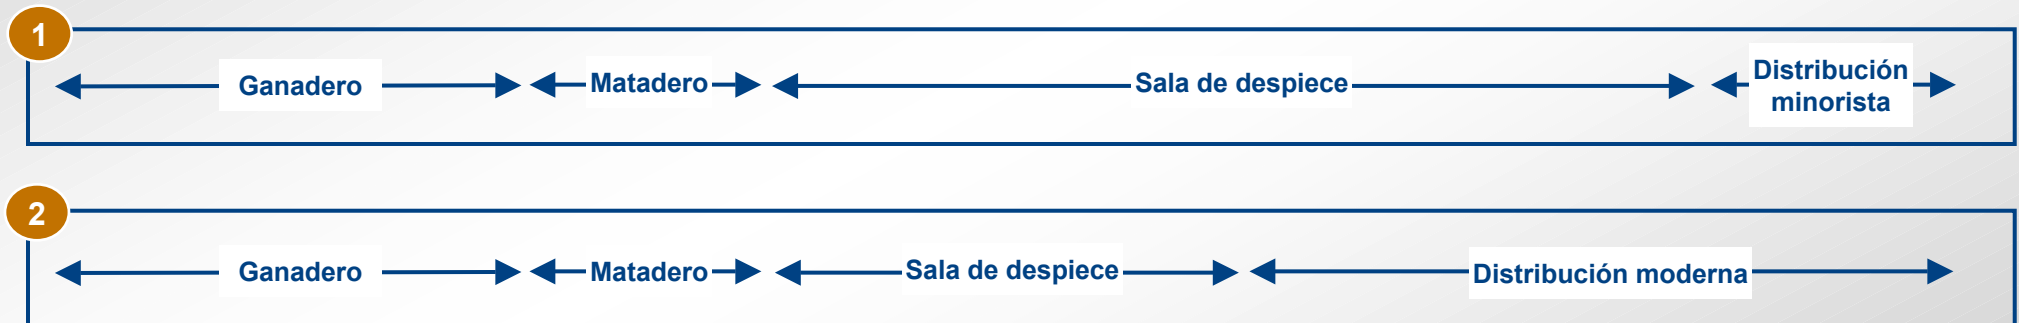 1
Ganadero
Matadero
Sala de despiece
Distribución
minorista
2
Ganadero
Matadero
Sala de despiece
Distribución moderna